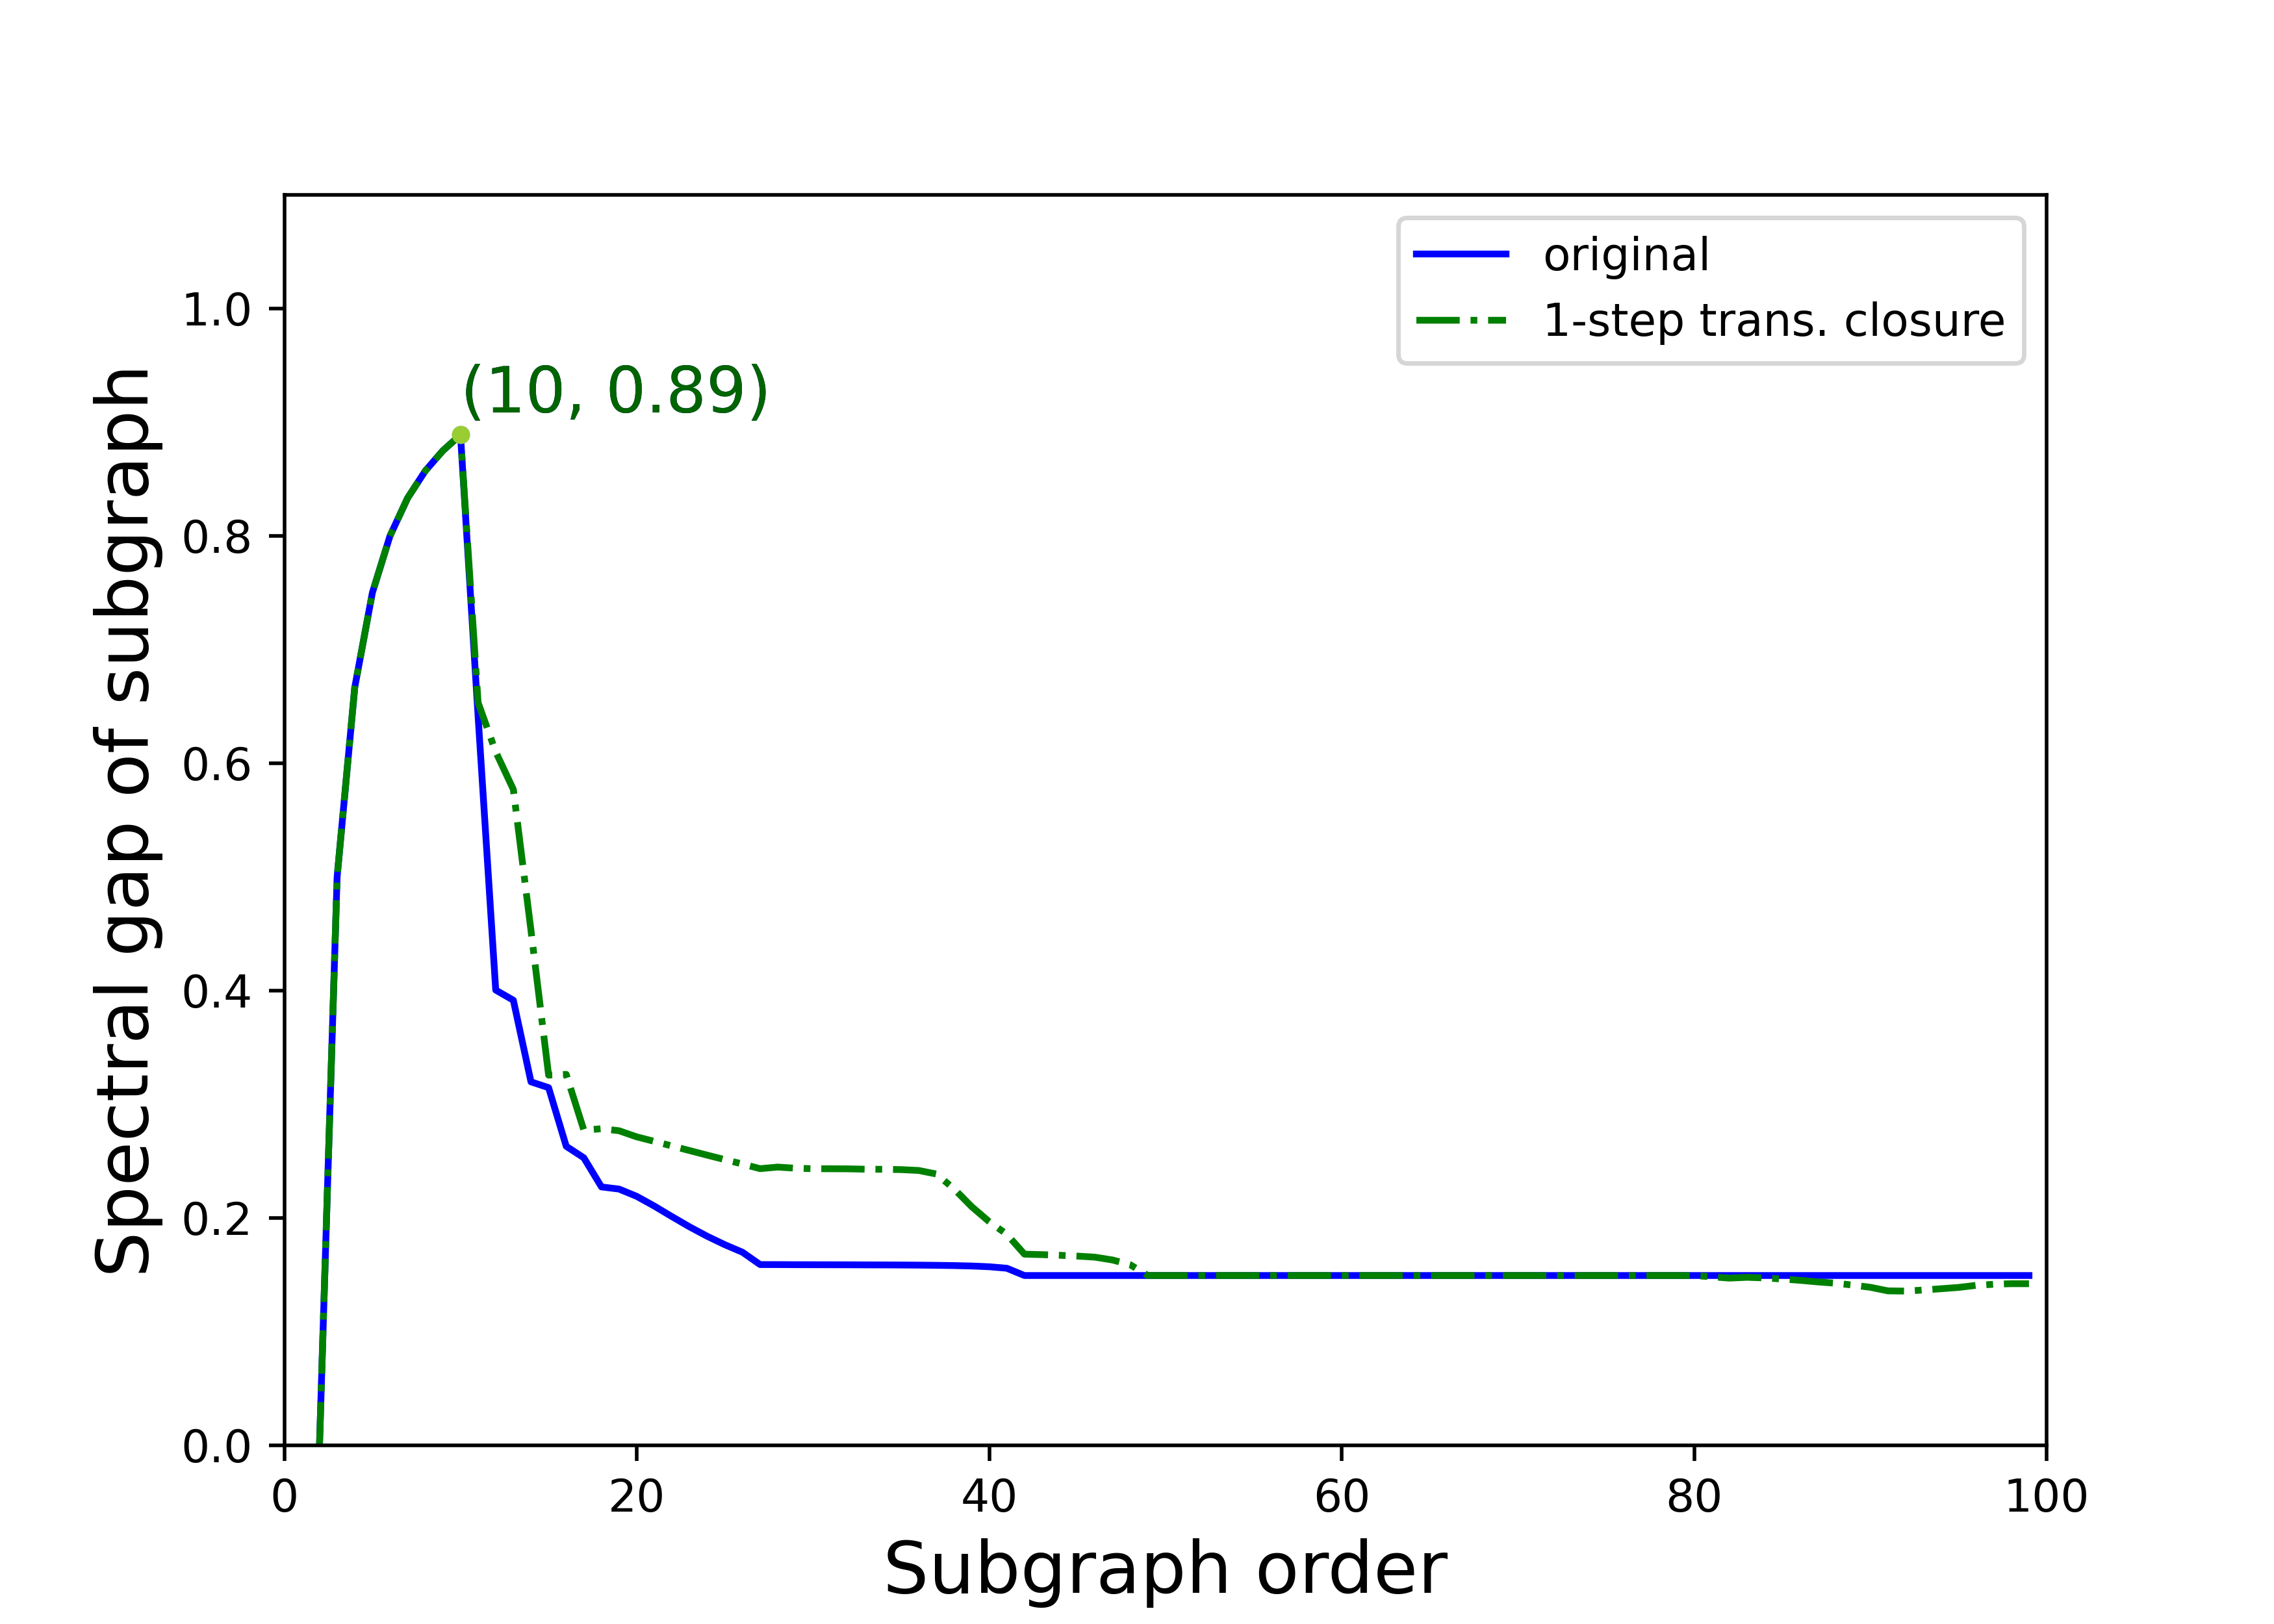 original
1-step trans. closure
(10, 0.89)
Spectral gap of subgraph
1.0
0.8
0.6
0.4
0.2
0.0
0 20 40 60 80 100
Subgraph order